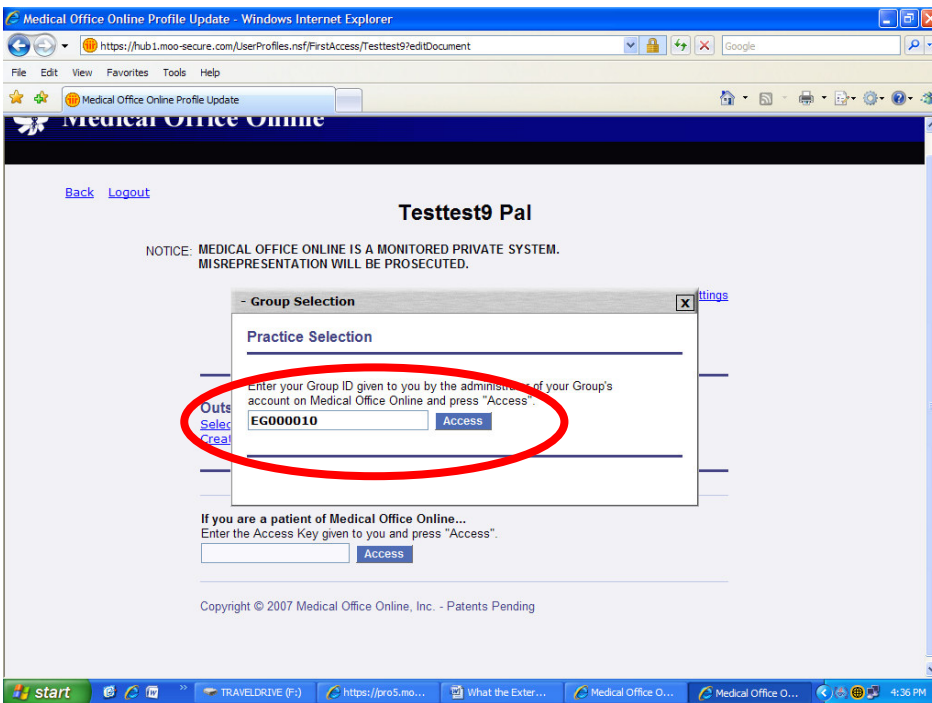 Medical Office Online Profile Update - Windows Internet Explorer
https://hub1.moo-secure.com/UserProfiles.nsf/FirstAccess/Testtest9?editDocument
Google
File Edit View Favorites Tools Help
Medical Office Online Profile Update
Medical Office Online
Back Logout
Testtest9 Pal
NOTICE: MEDICAL OFFICE ONLINE IS A MONITORED PRIVATE SYSTEM.
MISREPRESENTATION WILL BE PROSECUTED.
ttings
- Group Selection
X
Practice Selection
Enter your Group ID given to you by the administrator of your Group's
account on Medical Office Online and press "Access".
EG000010 Access
Outs
Selec
Creat
If you are a patient of Medical Office Online...
Enter the Access Key given to you and press "Access".
Access
Copyright © 2007 Medical Office Online, Inc. - Patents Pending
start TRAVELDRIVE (F:) https://pro5.mo... What the Exter... Medical Office O... Medical Office O... 4:36 PM